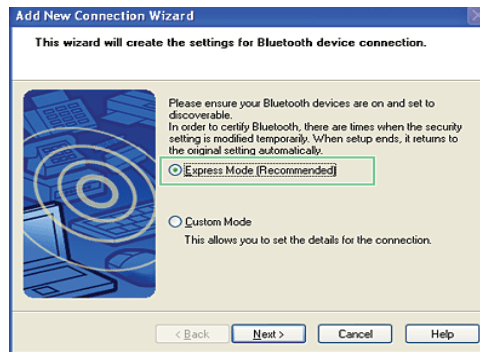 Add New Connection Wizard
This wizard will create the settings for Bluetooth device connection.
Please ensure your Bluetooth devices are on and set to
discoverable.
In order to certify Bluetooth, there are times when the security
setting is modified temporarily. When setup ends, it returns to
the original setting automatically.
Express Mode (Recommended)
Custom Mode
This allows you to set the details for the connection.
< Back Next > Cancel Help